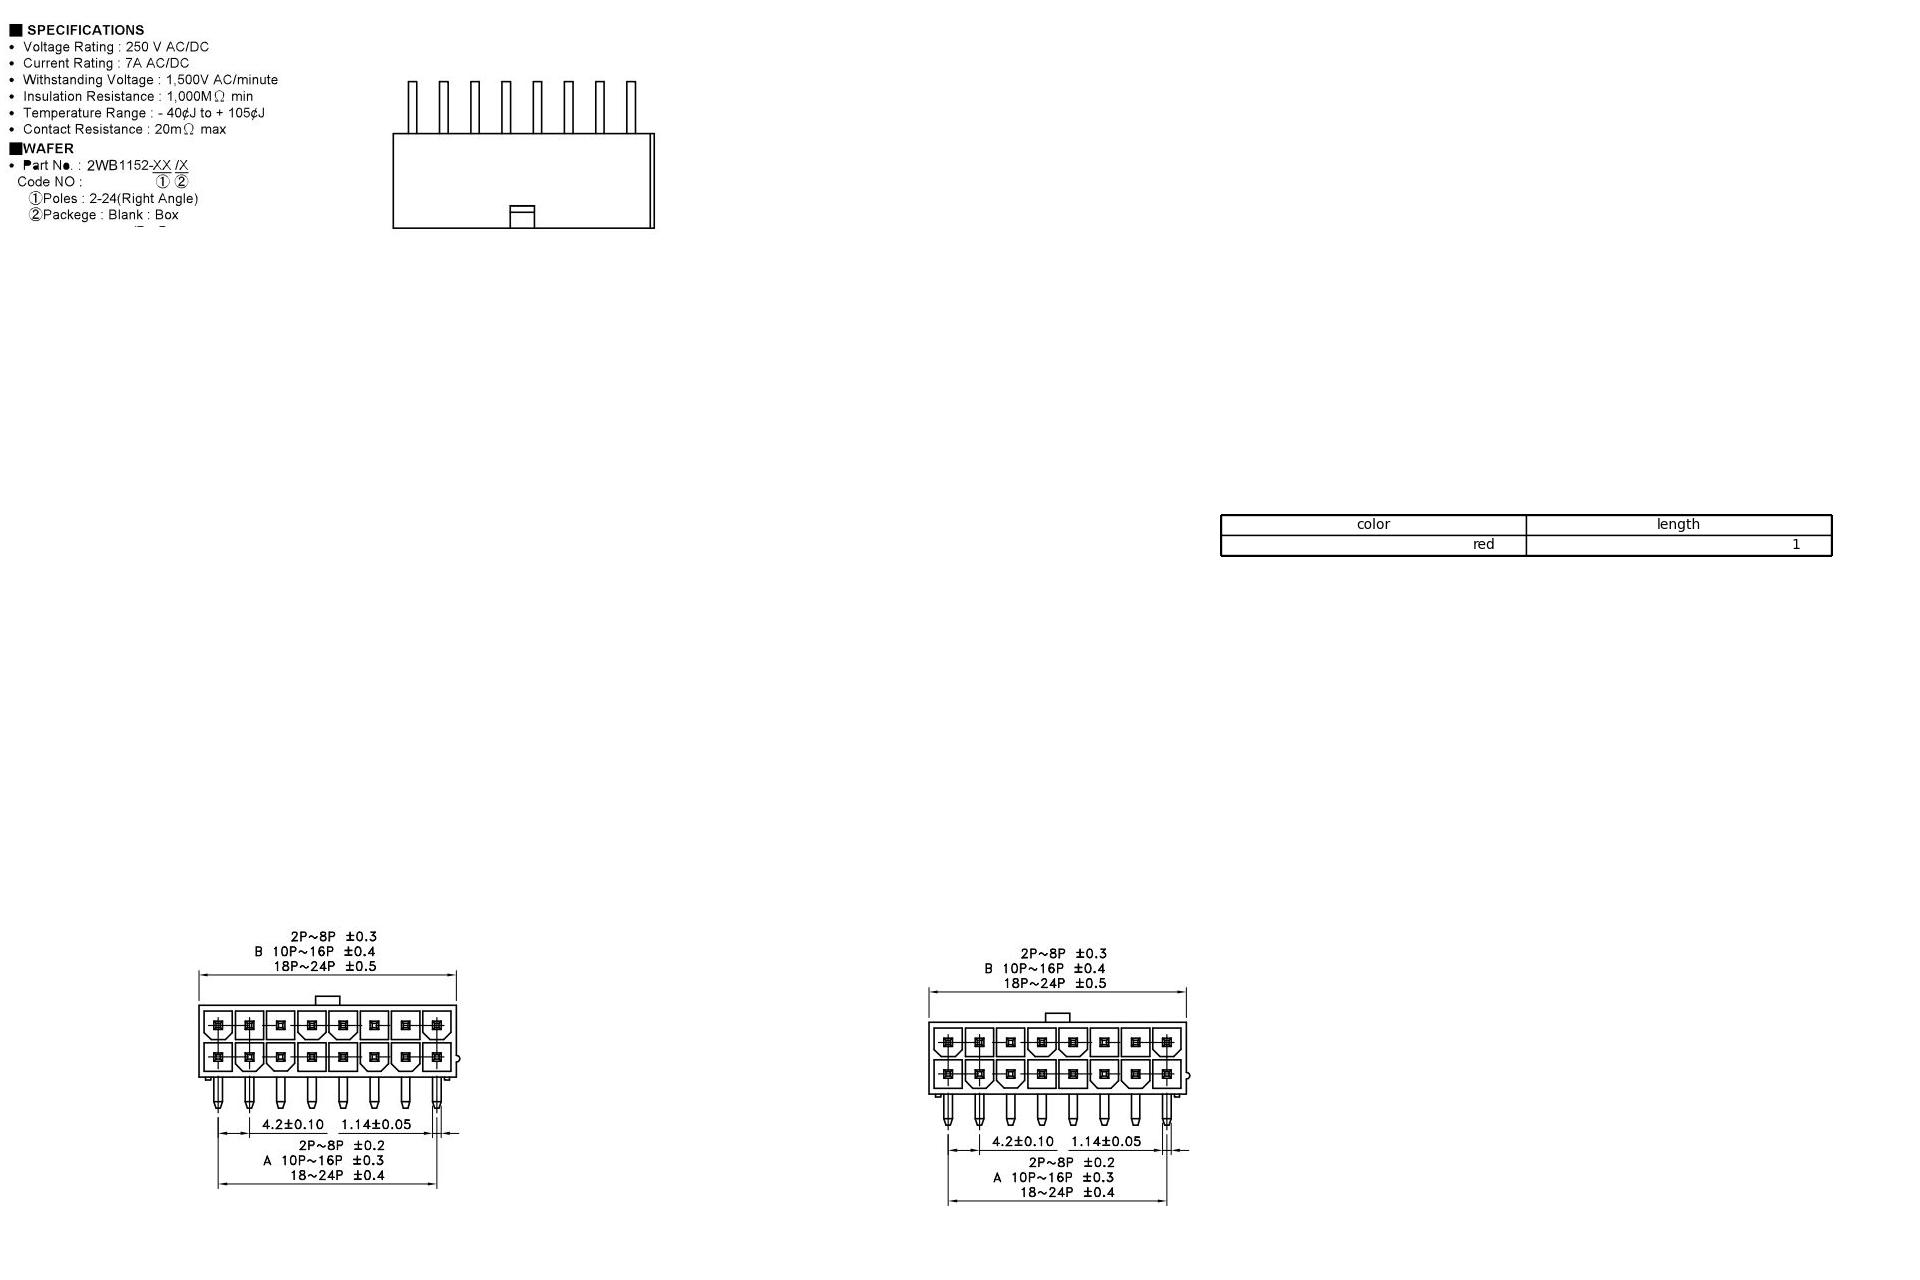 ■ SPECIFICATIONS
• Voltage Rating : 250 V AC/DC
• Current Rating : 7A AC/DC
• Withstanding Voltage : 1,500V AC/minute
• Insulation Resistance : 1,000MΩ min
• Temperature Range : - 40¢J to + 105¢J
• Contact Resistance : 20mΩ max
■WAFER
• Part No. : 2WB1152-XX /X
Code NO : ① ②
①Poles : 2-24(Right Angle)
②Packege : Blank : Box
color length
red 1
2P~8P ±0.3
B 10P~16P ±0.4
18P~24P ±0.5
4.2±0.10 1.14±0.05
2P~8P ±0.2
A 10P~16P ±0.3
18~24P ±0.4
2P~8P ±0.3
B 10P~16P ±0.4
18P~24P ±0.5
4.2±0.10 1.14±0.05
2P~8P ±0.2
A 10P~16P ±0.3
18~24P ±0.4